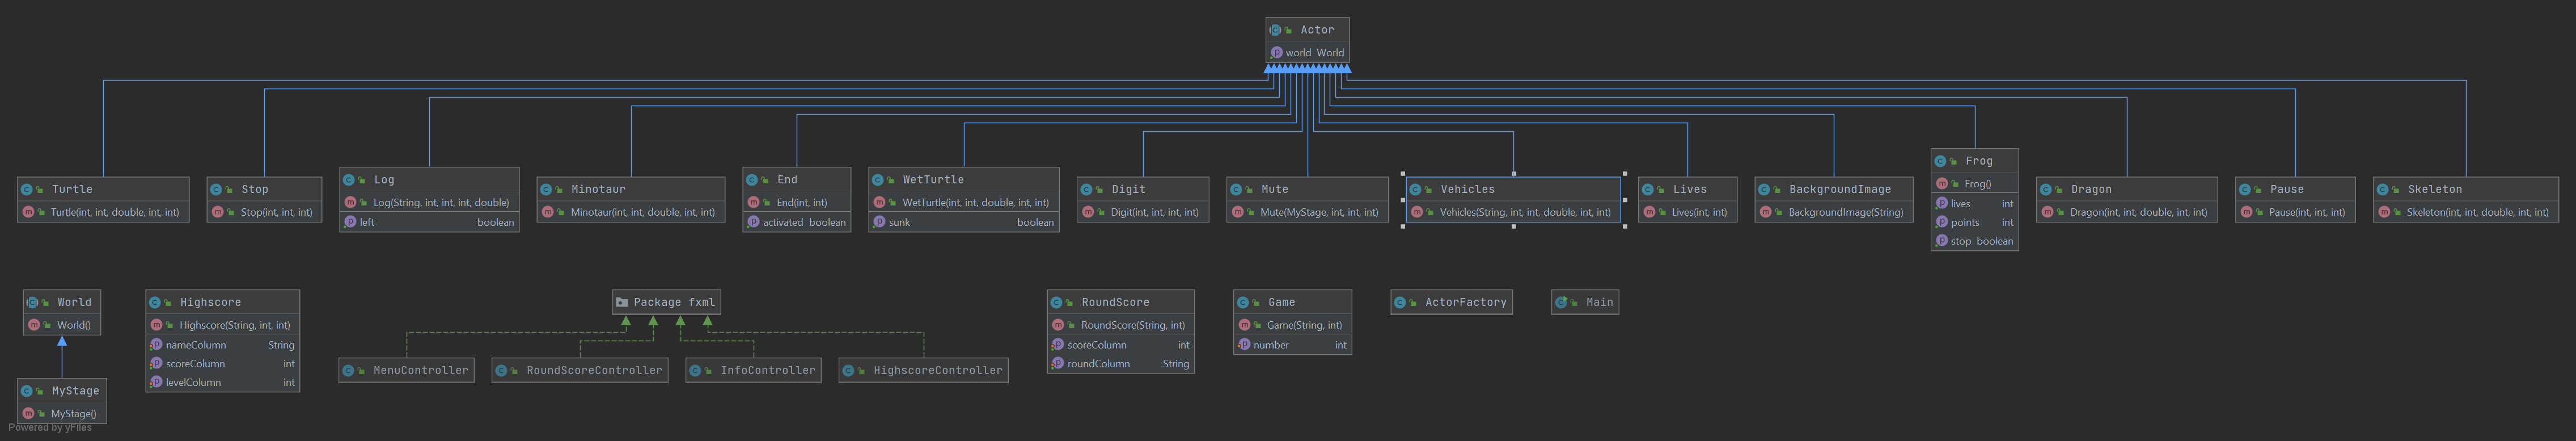 Actor
world World
Turtle
Turtle(int, int, double, int, int)
Stop
Stop(int, int, int)
Log
Log(String, int, int, int, double)
left boolean
Minotaur
Minotaur(int, int, double, int, int)
End
End(int, int)
activated boolean
WetTurtle
WetTurtle(int, int, double, int, int)
sunk boolean
Digit
Digit(int, int, int, int)
Mute
Mute(MyStage, int, int, int)
Vehicles
Vehicles(String, int, int, double, int, int)
Lives
Lives(int, int)
BackgroundImage
BackgroundImage(String)
Frog
Frog()
lives int
points int
stop boolean
Dragon
Dragon(int, int, double, int, int)
Pause
Pause(int, int, int)
Skeleton
Skeleton(int, int, double, int, int)
World
World()
MyStage
MyStage()
Highscore
Highscore(String, int, int)
nameColumn String
scoreColumn int
levelColumn int
Package fxml
MenuController
RoundScoreController
InfoController
HighscoreController
RoundScore
RoundScore(String, int)
scoreColumn int
roundColumn String
Game
Game(String, int)
number int
ActorFactory
Main
Powered by yFiles